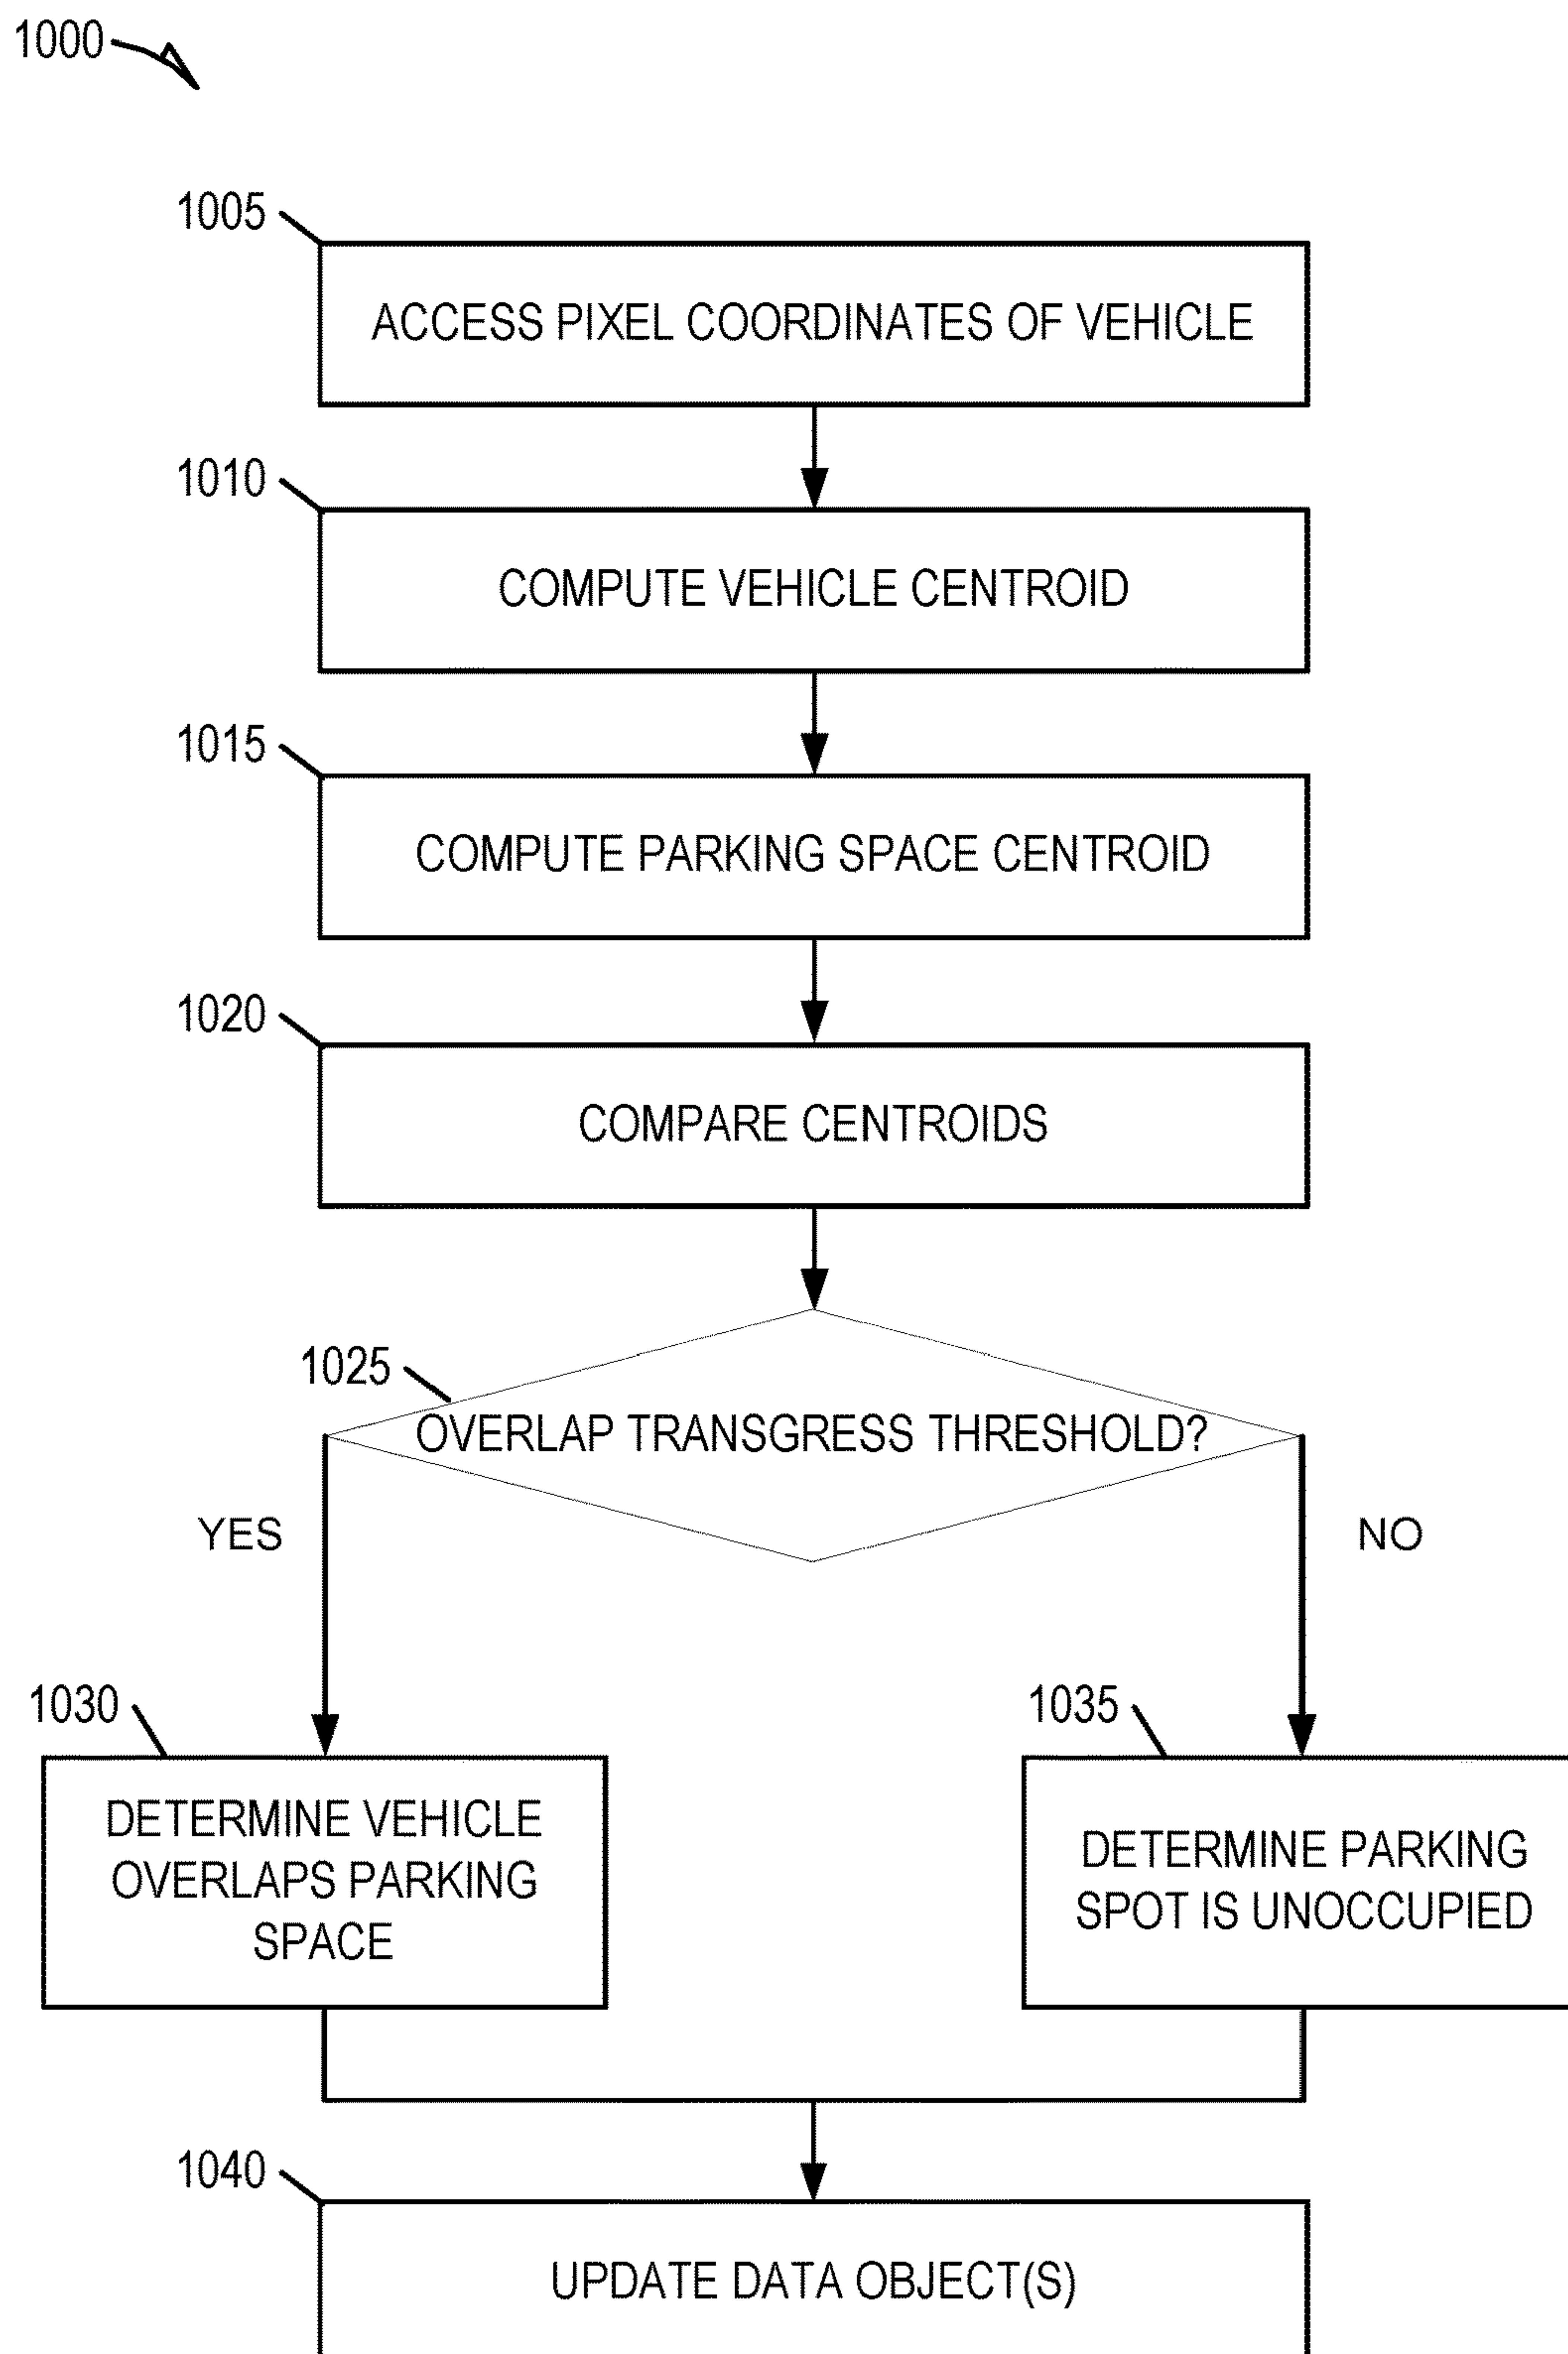 1000
1005
ACCESS PIXEL COORDINATES OF VEHICLE
1010
COMPUTE VEHICLE CENTROID
1015
COMPUTE PARKING SPACE CENTROID
1020
COMPARE CENTROIDS
1025
OVERLAP TRANSGRESS THRESHOLD?
YES
NO
1030
DETERMINE VEHICLE
OVERLAPS PARKING
SPACE
1035
DETERMINE PARKING
SPOT IS UNOCCUPIED
1040
UPDATE DATA OBJECT(S)